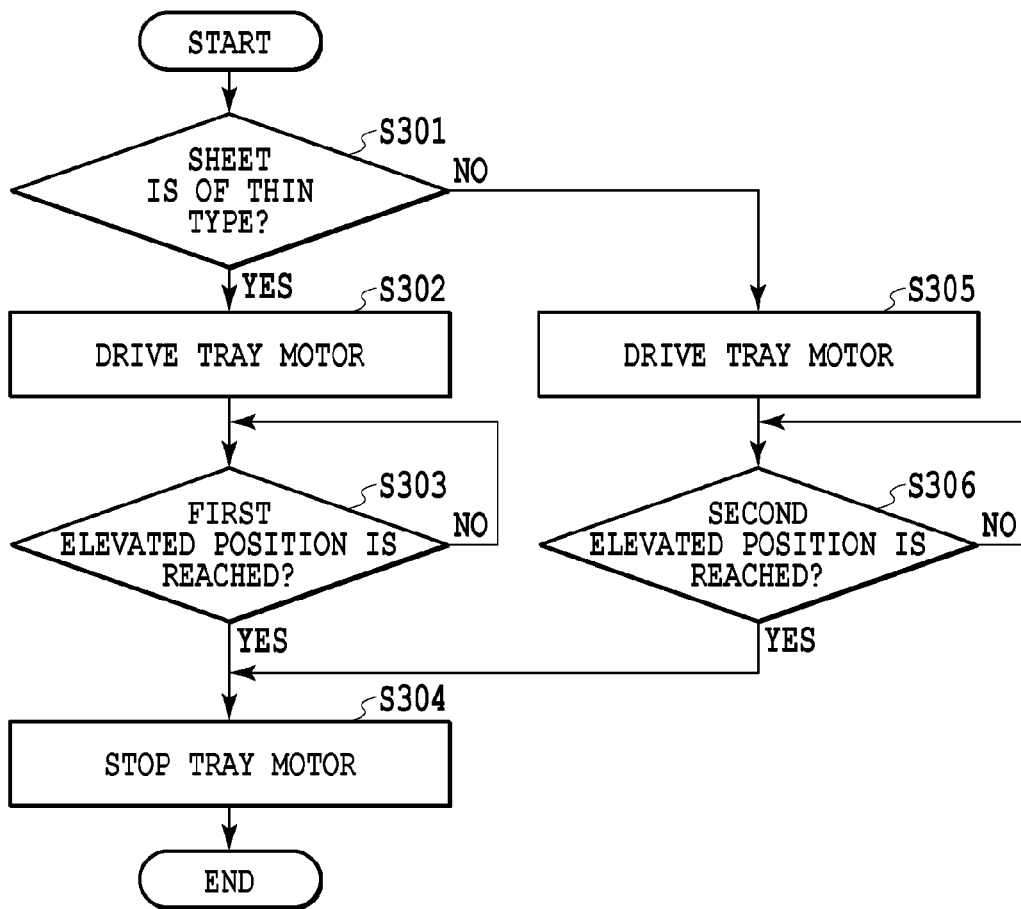 START
S301
SHEET
IS OF THIN
TYPE?
NO
YES
S302
DRIVE TRAY MOTOR
S305
DRIVE TRAY MOTOR
S303
FIRST
ELEVATED POSITION IS
REACHED?
NO
YES
S306
SECOND
ELEVATED POSITION IS
REACHED?
NO
YES
S304
STOP TRAY MOTOR
END